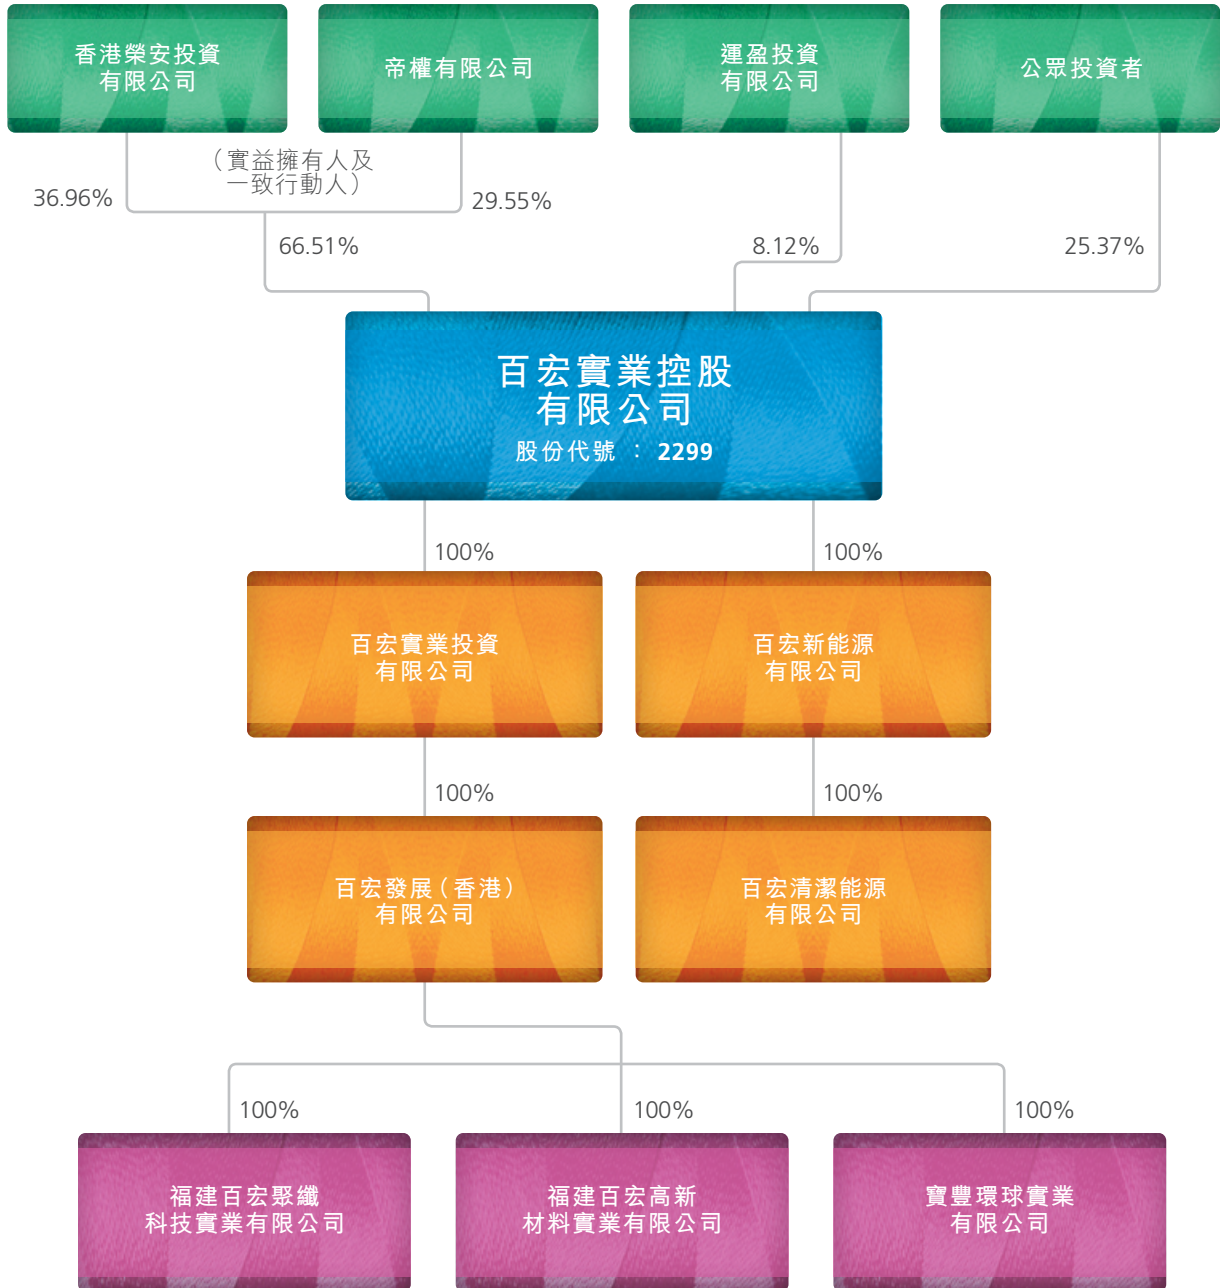 香港榮安投資
有限公司
帝權有限公司
運盈投資
有限公司
公眾投資者
（實益擁有人及
一致行動人）
36.96%
29.55%
66.51%
8.12%
25.37%
百宏實業控股
有限公司
股份代號 ： 2299
100%
100%
百宏實業投資
有限公司
百宏新能源
有限公司
100%
100%
百宏發展（香港）
有限公司
百宏清潔能源
有限公司
100%
100%
100%
福建百宏聚纖
科技實業有限公司
福建百宏高新
材料實業有限公司
寶豐環球實業
有限公司